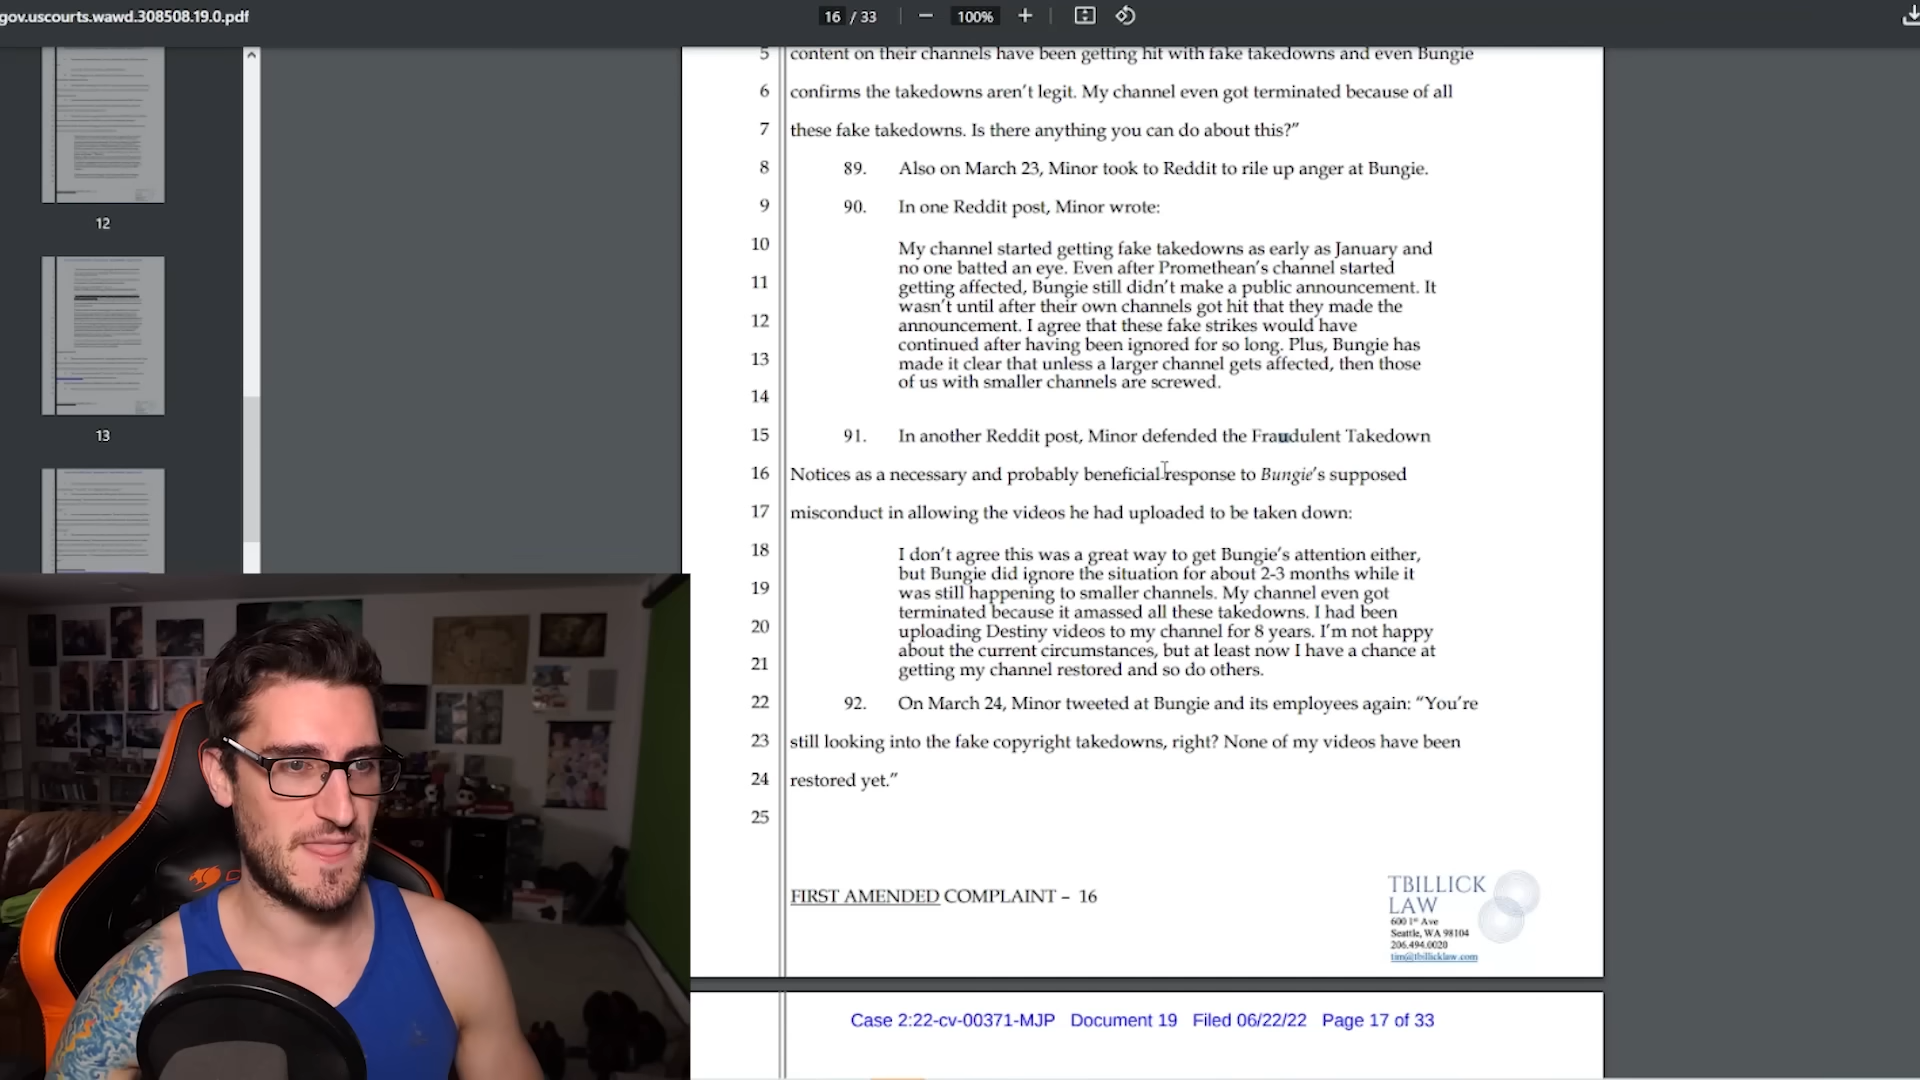 gov.uscourts.wawd.308508.19.0.pdf
16 / 33
100%
12
13
5 content on their channels have been getting hit with fake takedowns and even Bungie
6 confirms the takedowns aren't legit. My channel even got terminated because of all
7 these fake takedowns. Is there anything you can do about this?"
8 89. Also on March 23, Minor took to Reddit to rile up anger at Bungie.
9 90. In one Reddit post, Minor wrote:
10 My channel started getting fake takedowns as early as January and
no one batted an eye. Even after Promethean's channel started
11 getting affected, Bungie still didn't make a public announcement. It
wasn't until after their own channels got hit that they made the
12 announcement. I agree that these fake strikes would have
continued after having been ignored for so long. Plus, Bungie has
13 made it clear that unless a larger channel gets affected, then those
of us with smaller channels are screwed.
14
15 91. In another Reddit post, Minor defended the Fraudulent Takedown
16 Notices as a necessary and probably beneficial response to Bungie's supposed
17 misconduct in allowing the videos he had uploaded to be taken down:
18 I don't agree this was a great way to get Bungie's attention either,
but Bungie did ignore the situation for about 2-3 months while it
19 was still happening to smaller channels. My channel even got
terminated because it amassed all these takedowns. I had been
20 uploading Destiny videos to my channel for 8 years. I'm not happy
about the current circumstances, but at least now I have a chance at
21 getting my channel restored and so do others.
22 92. On March 24, Minor tweeted at Bungie and its employees again: "You're
23 still looking into the fake copyright takedowns, right? None of my videos have been
24 restored yet."
25
FIRST AMENDED COMPLAINT – 16
TBILLICK
LAW
600 1st Ave
Seattle, WA 98104
206.494.0020
tim@tbillicklaw.com
Case 2:22-cv-00371-MJP Document 19 Filed 06/22/22 Page 17 of 33